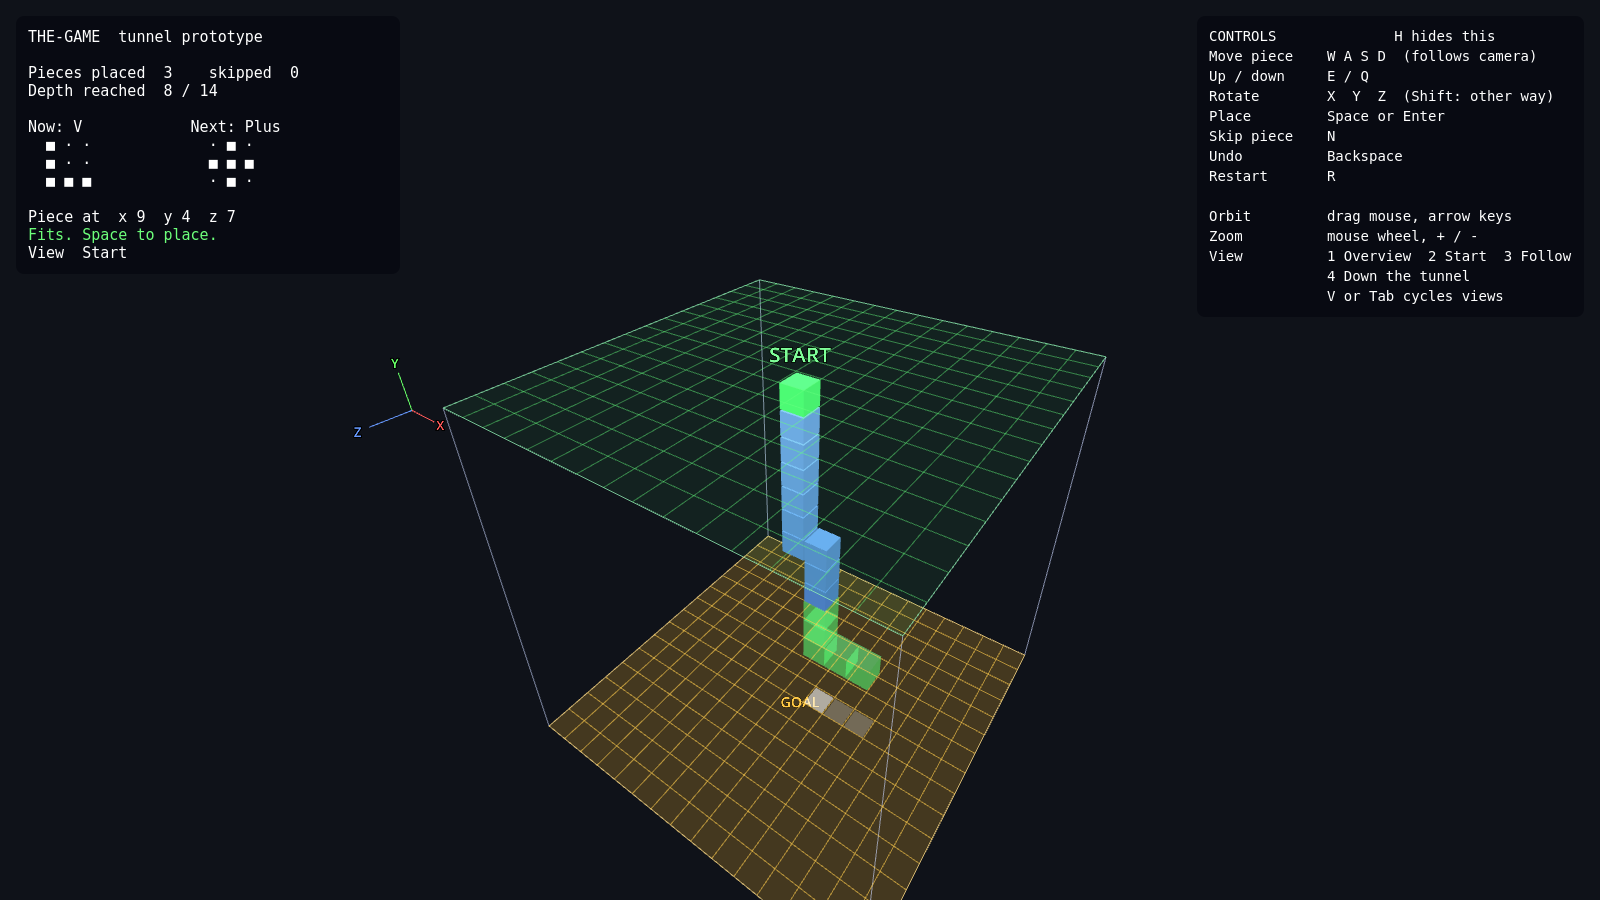 THE-GAME  tunnel prototype
Pieces placed  3    skipped  0
Depth reached  8 / 14
Now: V            Next: Plus
Piece at  x 9  y 4  z 7
Fits. Space to place.
View  Start
CONTROLS              H hides this
Move piece    W A S D  (follows camera)
Up / down     E / Q
Rotate        X  Y  Z  (Shift: other way)
Place         Space or Enter
Skip piece    N
Undo          Backspace
Restart       R
Orbit         drag mouse, arrow keys
Zoom          mouse wheel, + / -
View          1 Overview  2 Start  3 Follow
4 Down the tunnel
V or Tab cycles views
START
Y
Z
X
GOAL